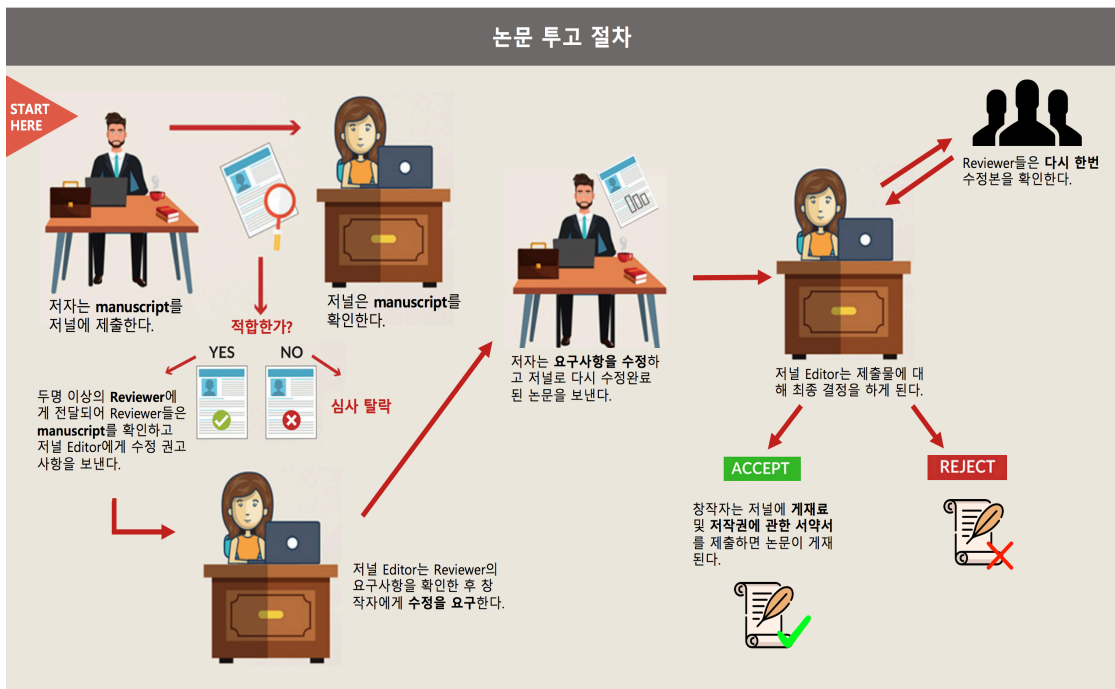 논문 투고 절차
START
HERE
저자는 manuscript를
저널에 제출한다.
저널은 manuscript를
확인한다.
적합한가?
YES
NO
두명 이상의 Reviewer에
게 전달되어 Reviewer들은
manuscript를 확인하고
저널 Editor에게 수정 권고
사항을 보낸다.
심사 탈락
저널 Editor는 Reviewer의
요구사항을 확인한 후 창
작자에게 수정을 요구한다.
저자는 요구사항을 수정하
고 저널로 다시 수정완료
된 논문을 보낸다.
Reviewer들은 다시 한번
수정본을 확인한다.
저널 Editor는 제출물에 대
해 최종 결정을 하게 된다.
ACCEPT
창작자는 저널에 게재료
및 저작권에 관한 서약서
를 제출하면 논문이 게재
된다.
REJECT